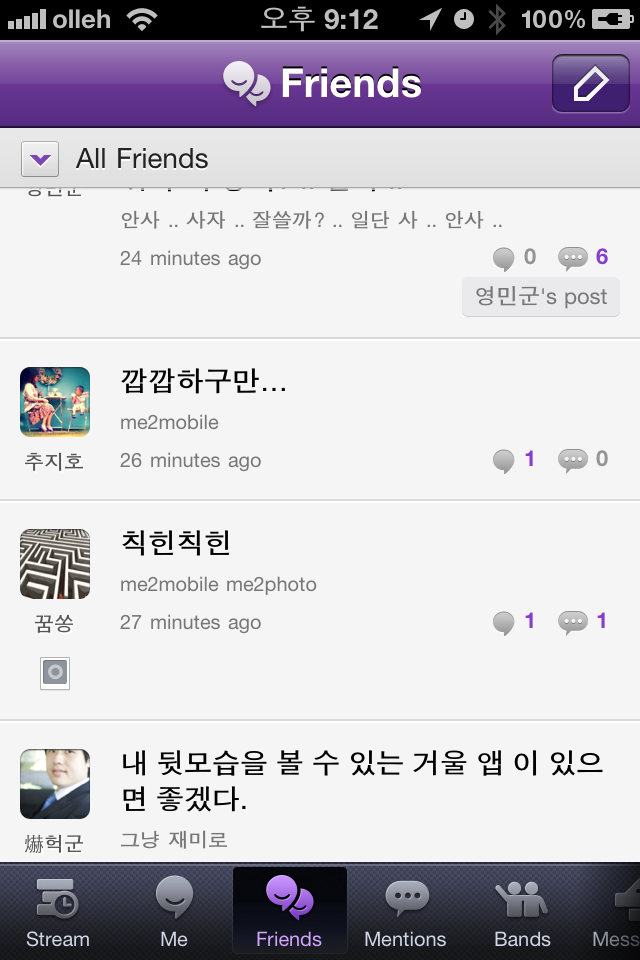 olleh 오후 9:12 100%
Friends
All Friends
안사 .. 사자 .. 잘쓸까? .. 일단 사 .. 안사 ..
24 minutes ago 0 6
영민군's post
깝깝하구만...
me2mobile
추지호 26 minutes ago 1 0
칙힌칙힌
me2mobile me2photo
꿈쏭 27 minutes ago 1 1
내 뒷모습을 볼 수 있는 거울 앱 이 있으
면 좋겠다.
그냥 재미로
Stream Me Friends Mentions Bands Mess